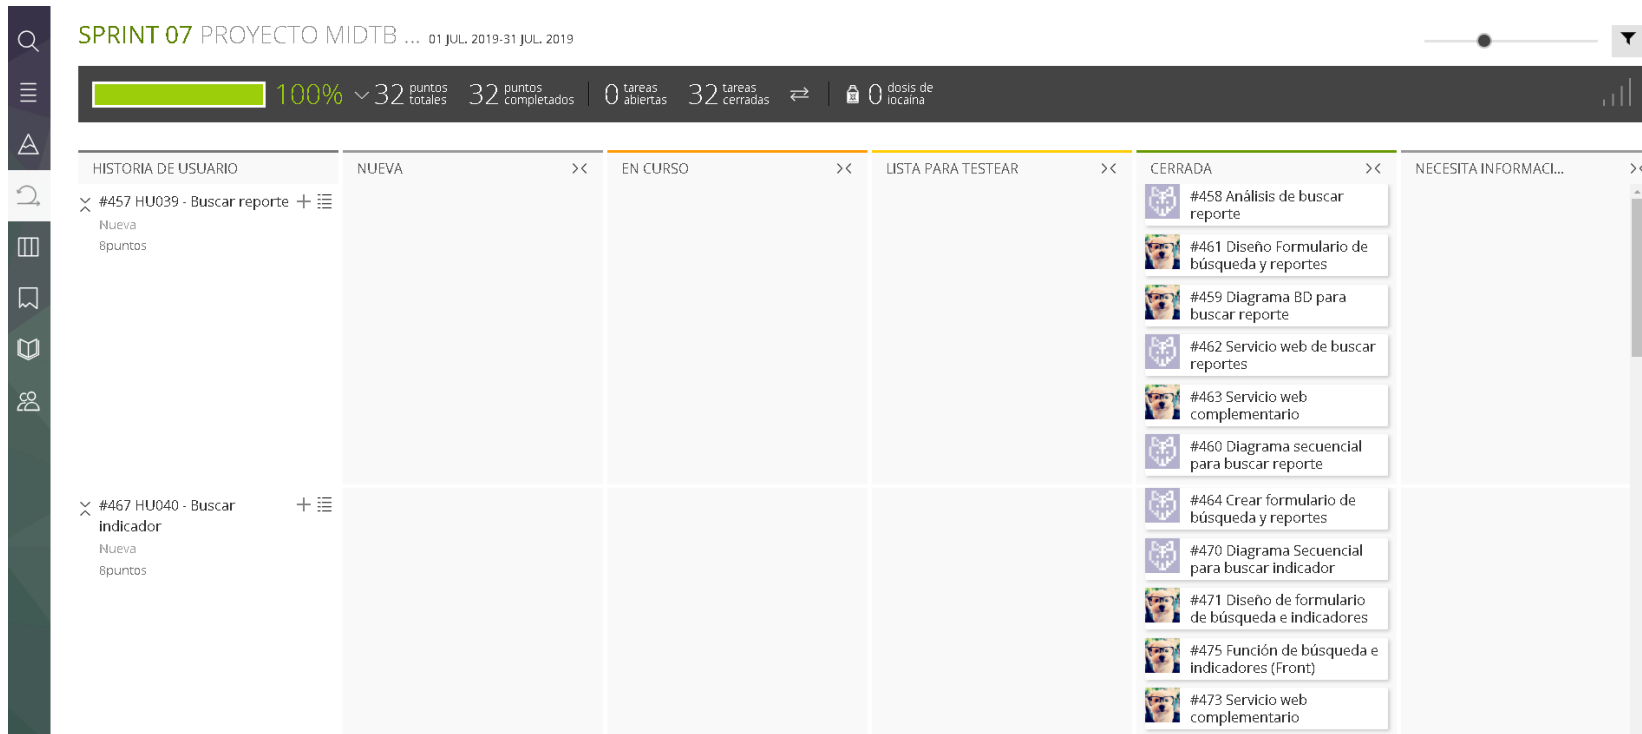 SPRINT 07 PROYECTO MIDTB ... 01 JUL. 2019-31 JUL. 2019
100% 32 puntos totales 32 puntos completados 0 tareas abiertas 32 tareas cerradas 0 dosis de iocaína
HISTORIA DE USUARIO NUEVA EN CURSO LISTA PARA TESTEAR CERRADA NECESITA INFORMACI...
#457 HU039 - Buscar reporte
Nueva
8puntos
#458 Análisis de buscar
reporte
#461 Diseño Formulario de
búsqueda y reportes
#459 Diagrama BD para
buscar reporte
#462 Servicio web de buscar
reportes
#463 Servicio web
complementario
#460 Diagrama secuencial
para buscar reporte
#467 HU040 - Buscar
indicador
Nueva
8puntos
#464 Crear formulario de
búsqueda y reportes
#470 Diagrama Secuencial
para buscar indicador
#471 Diseño de formulario
de búsqueda e indicadores
#475 Función de búsqueda e
indicadores (Front)
#473 Servicio web
complementario